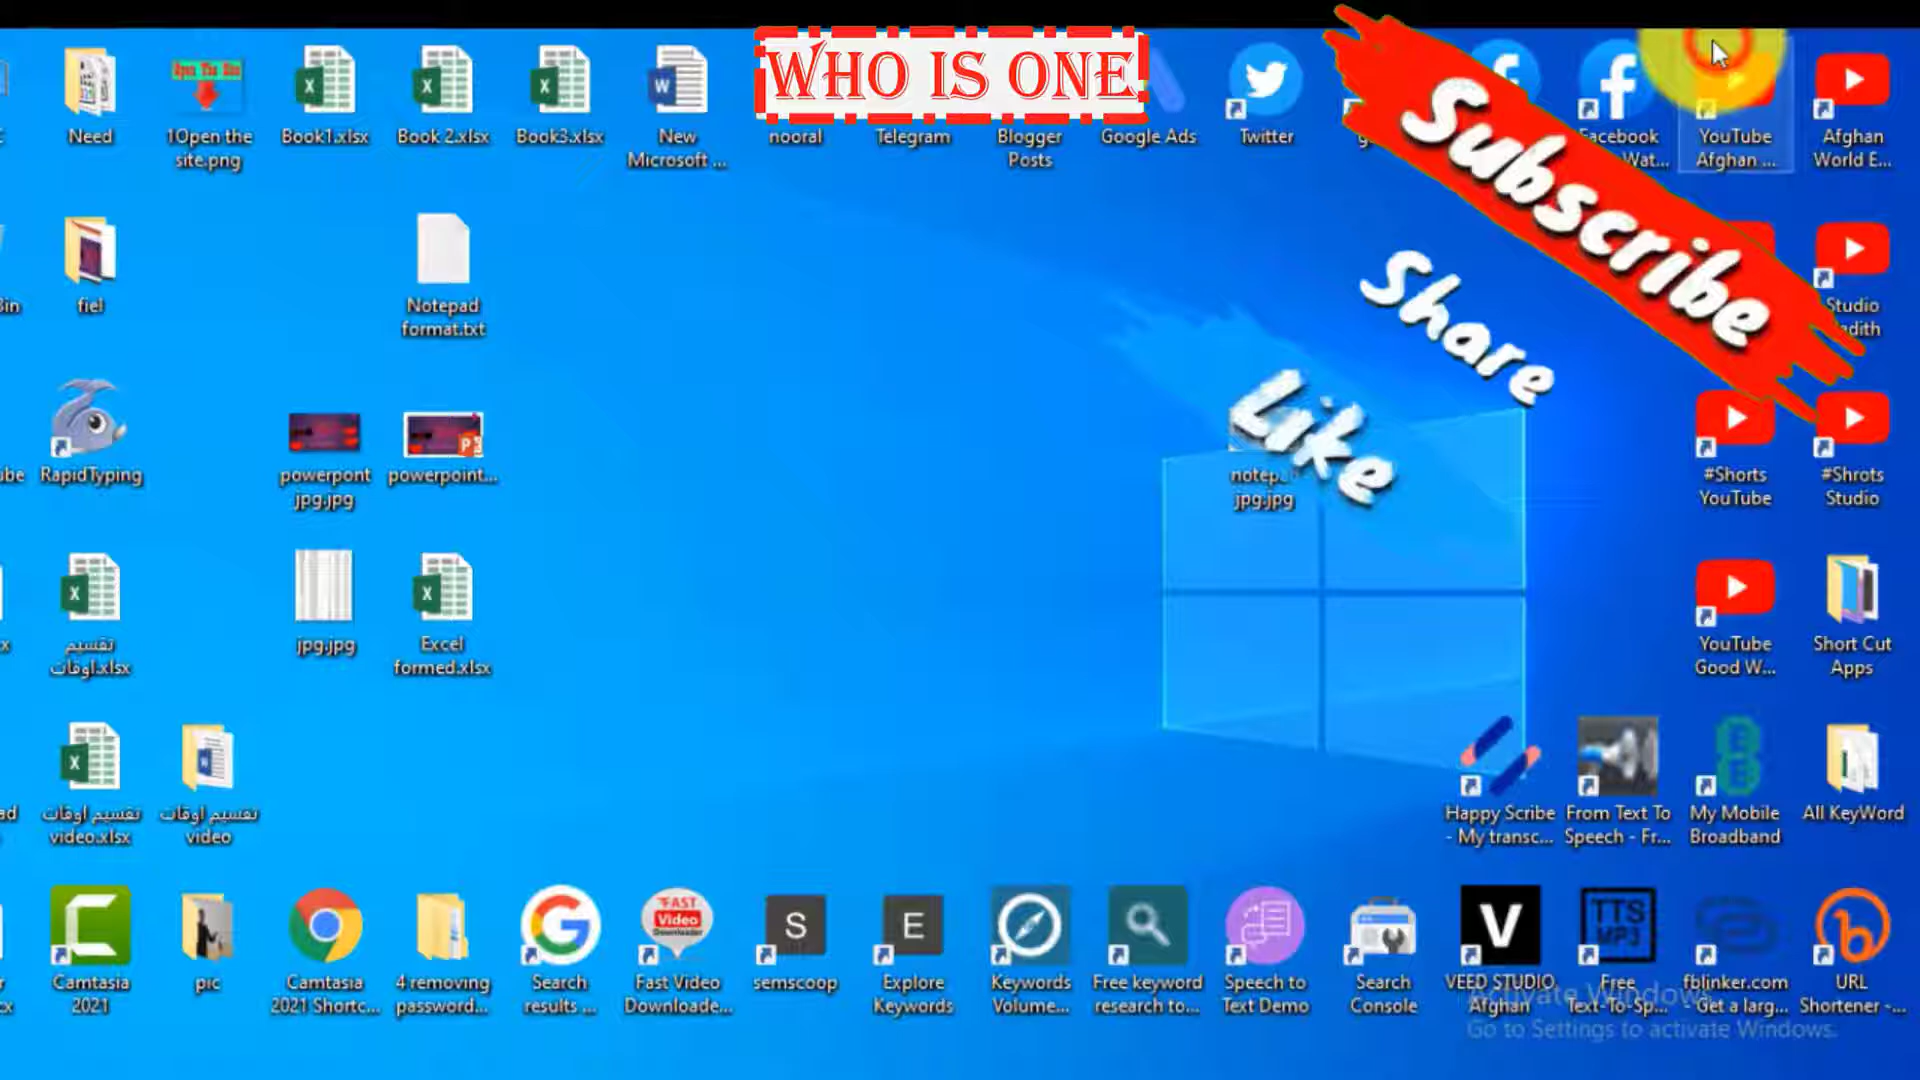 WHO IS ONE
Subscribe
Share
Like
Need
1Open the
site.png
Book1.xlsx
Book 2.xlsx
Book3.xlsx
New
Microsoft ...
nooral
Telegram
Blogger
Posts
Google Ads
Twitter
Facebook
Wat...
YouTube
Afghan ...
Afghan
World E...
fiel
Notepad
format.txt
Studio
RapidTyping
powerpont
jpg.jpg
powerpoint...
jpg.jpg
#Shorts
YouTube
#Shrots
Studio
تقسیم
اوقات.xlsx
jpg.jpg
Excel
formed.xlsx
YouTube
Good W...
Short Cut
Apps
تقسیم اوقات
video.xlsx
تقسیم اوقات
video
Happy Scribe
- My transc...
From Text To
Speech - Fr...
My Mobile
Broadband
All KeyWord
FAST
Video
Downloader
S
E
V
TTS
MP3
Camtasia
2021
pic
Camtasia
2021 Shortc...
4 removing
password...
Search
results ...
Fast Video
Downloade...
semscoop
Explore
Keywords
Keywords
Volume...
Free keyword
research to...
Speech to
Text Demo
Search
Console
VEED STUDIO
Afghan
Free
Text-To-Sp...
fblinker.com
- Get a larg...
URL
Shortener -...
Activate Windows
Go to Settings to activate Windows.